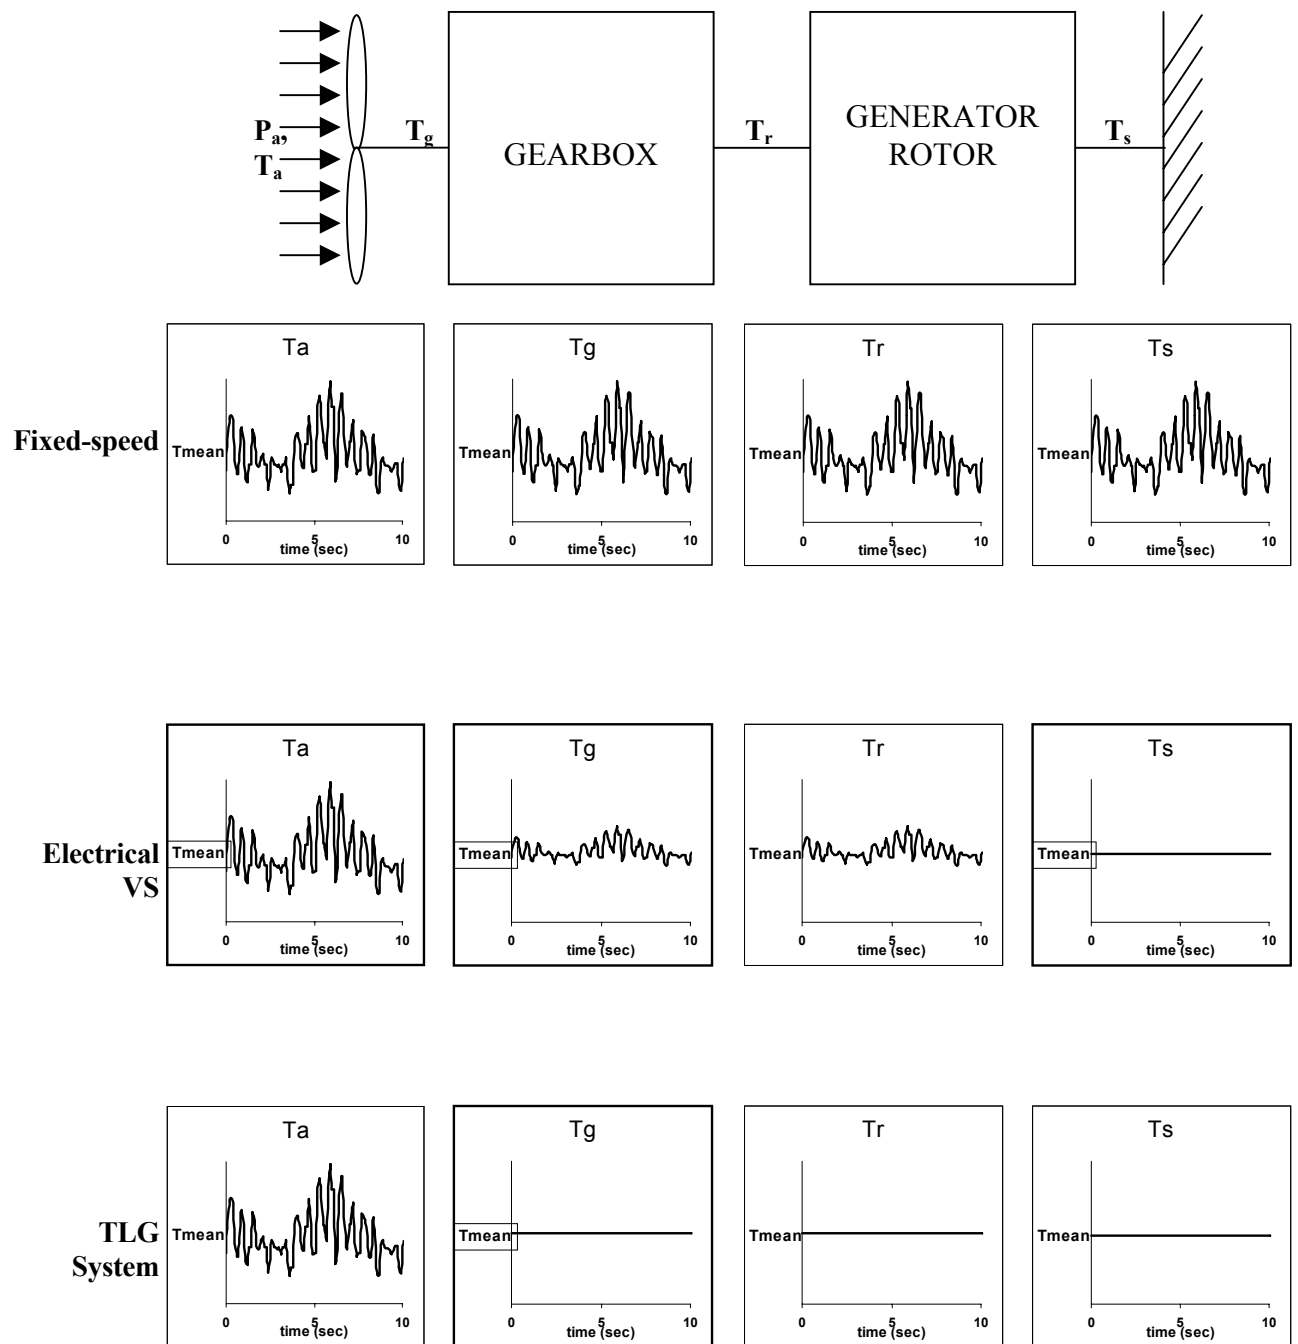 Pa,
Ta
Tg
GEARBOX
Tr
GENERATOR
ROTOR
Ts
Fixed-speed
Ta
Tmean
0 5 10
time (sec)
Tg
Tmean
0 5 10
time (sec)
Tr
Tmean
0 5 10
time (sec)
Ts
Tmean
0 5 10
time (sec)
Electrical
VS
Ta
Tmean
0 5 10
time (sec)
Tg
Tmean
0 5 10
time (sec)
Tr
Tmean
0 5 10
time (sec)
Ts
Tmean
0 5 10
time (sec)
TLG
System
Ta
Tmean
0 5 10
time (sec)
Tg
Tmean
0 5 10
time (sec)
Tr
Tmean
0 5 10
time (sec)
Ts
Tmean
0 5 10
time (sec)